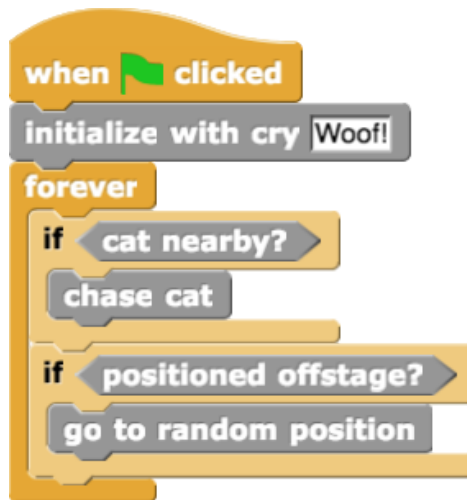 when clicked
initialize with cry Woof!
forever
if cat nearby?
chase cat
if positioned offstage?
go to random position